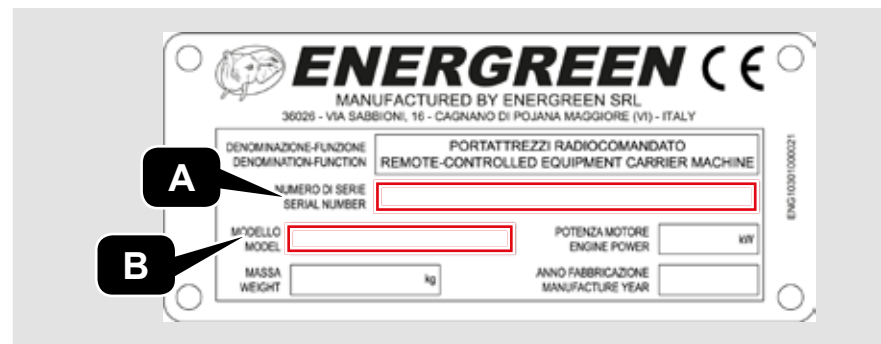 ENERGREEN CE
MANUFACTURED BY ENERGREEN SRL
36026 - VIA SABBIONI, 16 - CAGNANO DI POJANA MAGGIORE (VI) - ITALY
DENOMINAZIONE-FUNZIONE
DENOMINATION-FUNCTION
PORTATTREZZI RADIOCOMANDATO
REMOTE-CONTROLLED EQUIPMENT CARRIER MACHINE
A
NUMERO DI SERIE
SERIAL NUMBER
B
MODELLO
MODEL
POTENZA MOTORE
ENGINE POWER
kW
MASSA
WEIGHT
kg
ANNO FABBRICAZIONE
MANUFACTURE YEAR
ENG10301000021